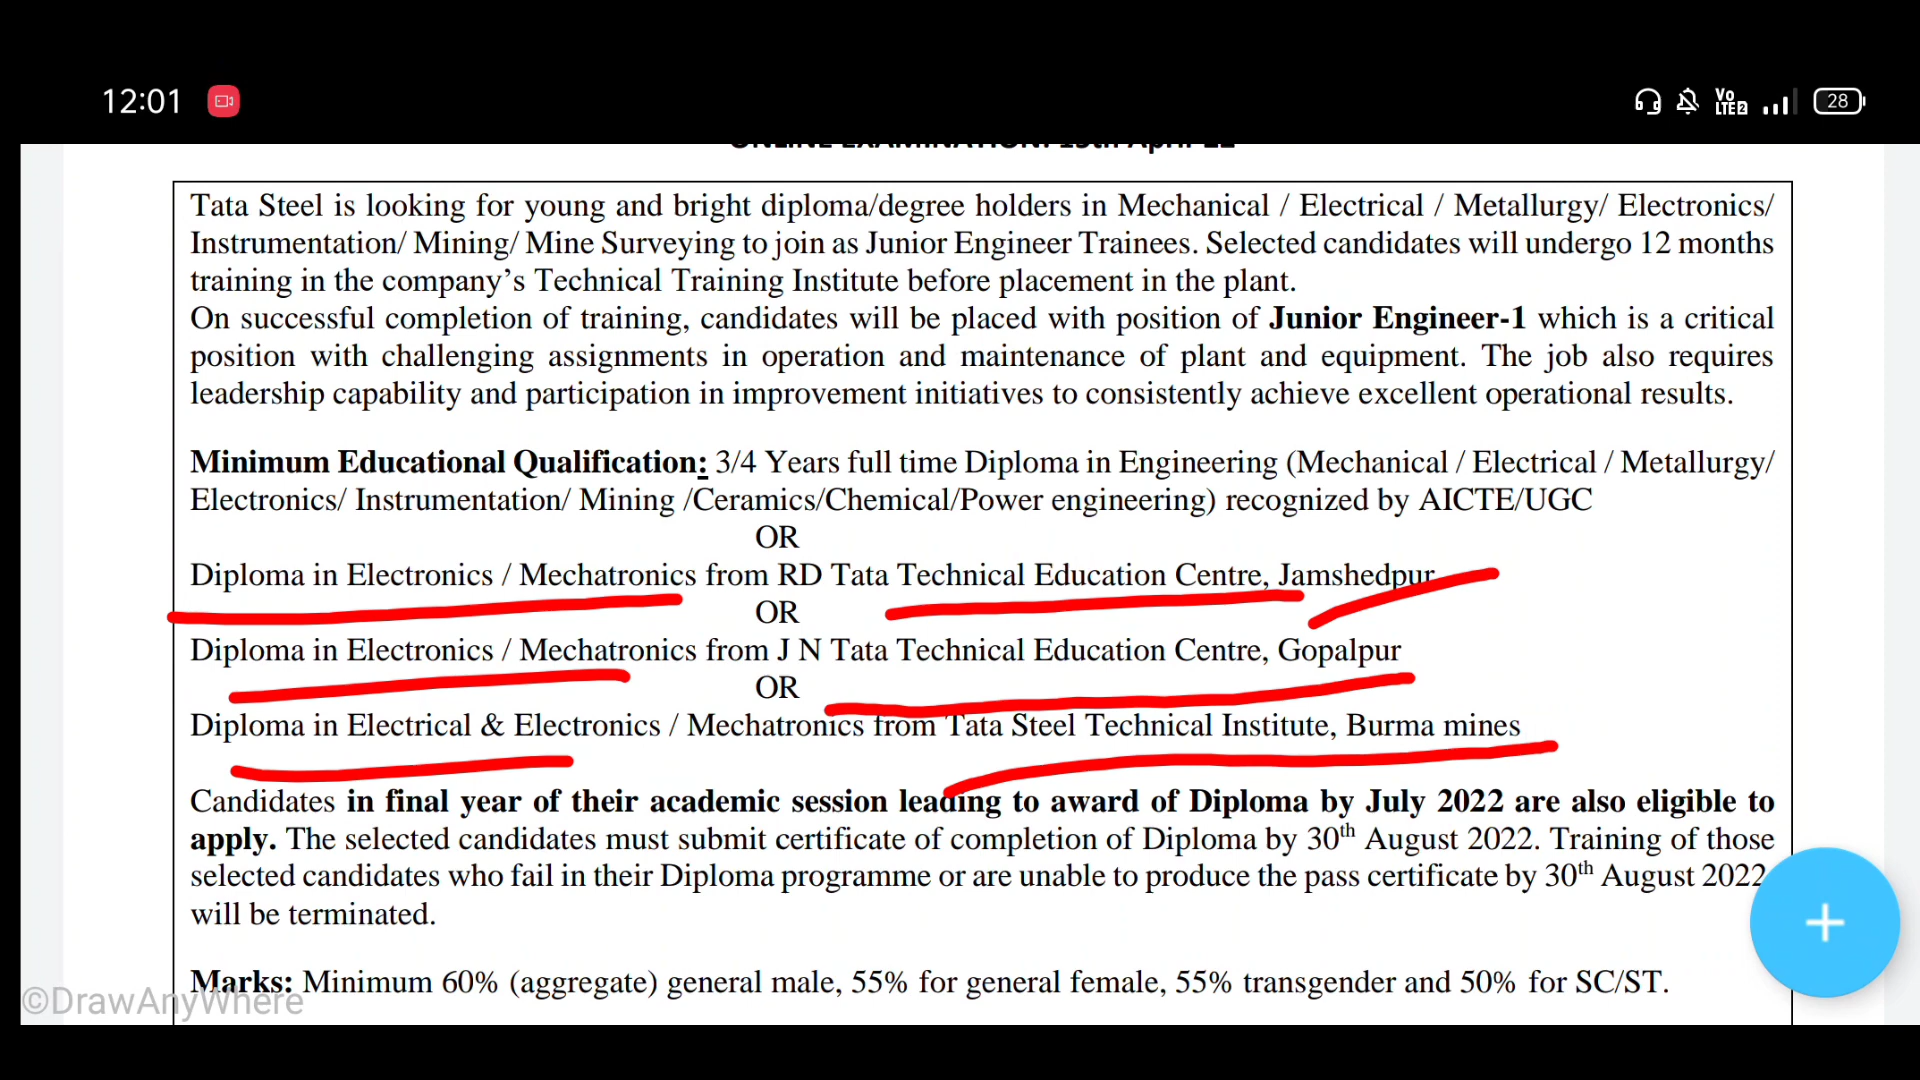 12:01
Vo
LTE2
28
ONLINE EXAMINATION: 15th April 22
Tata Steel is looking for young and bright diploma/degree holders in Mechanical / Electrical / Metallurgy/ Electronics/
Instrumentation/ Mining/ Mine Surveying to join as Junior Engineer Trainees. Selected candidates will undergo 12 months
training in the company’s Technical Training Institute before placement in the plant.
On successful completion of training, candidates will be placed with position of Junior Engineer-1 which is a critical
position with challenging assignments in operation and maintenance of plant and equipment. The job also requires
leadership capability and participation in improvement initiatives to consistently achieve excellent operational results.
Minimum Educational Qualification: 3/4 Years full time Diploma in Engineering (Mechanical / Electrical / Metallurgy/
Electronics/ Instrumentation/ Mining /Ceramics/Chemical/Power engineering) recognized by AICTE/UGC
OR
Diploma in Electronics / Mechatronics from RD Tata Technical Education Centre, Jamshedpur
OR
Diploma in Electronics / Mechatronics from J N Tata Technical Education Centre, Gopalpur
OR
Diploma in Electrical & Electronics / Mechatronics from Tata Steel Technical Institute, Burma mines
Candidates in final year of their academic session leading to award of Diploma by July 2022 are also eligible to
apply. The selected candidates must submit certificate of completion of Diploma by 30th August 2022. Training of those
selected candidates who fail in their Diploma programme or are unable to produce the pass certificate by 30th August 2022
will be terminated.
Marks: Minimum 60% (aggregate) general male, 55% for general female, 55% transgender and 50% for SC/ST.
©DrawAnyWhere